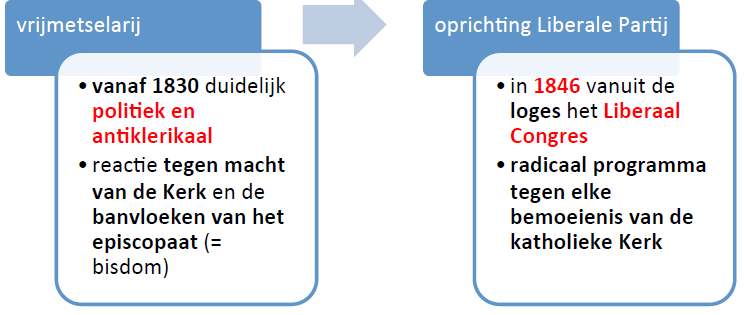 vrijmetselarij
• vanaf 1830 duidelijk
politiek en
antiklerikaal
• reactie tegen macht
van de Kerk en de
banvloeken van het
episcopaat (=
bisdom)
oprichting Liberale Partij
• in 1846 vanuit de
loges het Liberaal
Congres
• radicaal programma
tegen elke
bemoeienis van de
katholieke Kerk